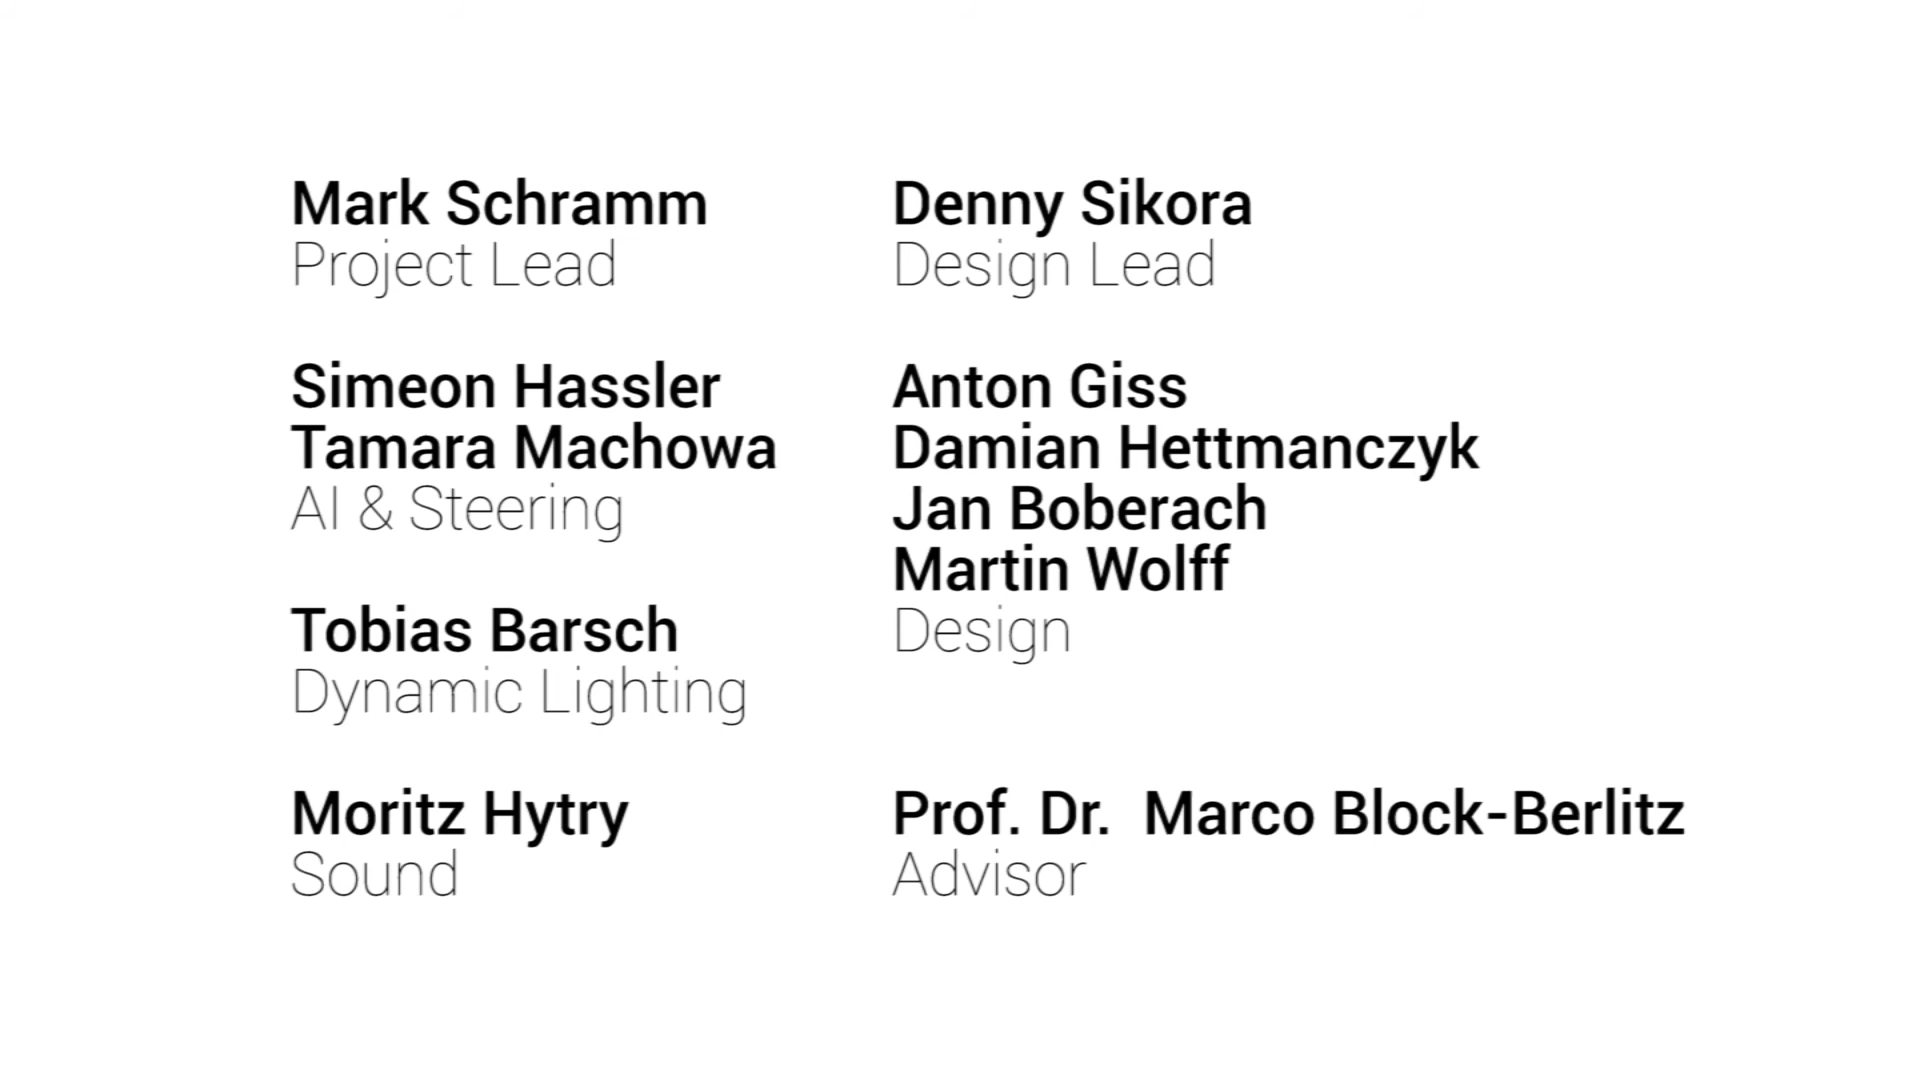 Mark Schramm
Project Lead
Simeon Hassler
Tamara Machowa
AI & Steering
Tobias Barsch
Dynamic Lighting
Moritz Hytry
Sound
Denny Sikora
Design Lead
Anton Giss
Damian Hettmanczyk
Jan Boberach
Martin Wolff
Design
Prof. Dr. Marco Block-Berlitz
Advisor